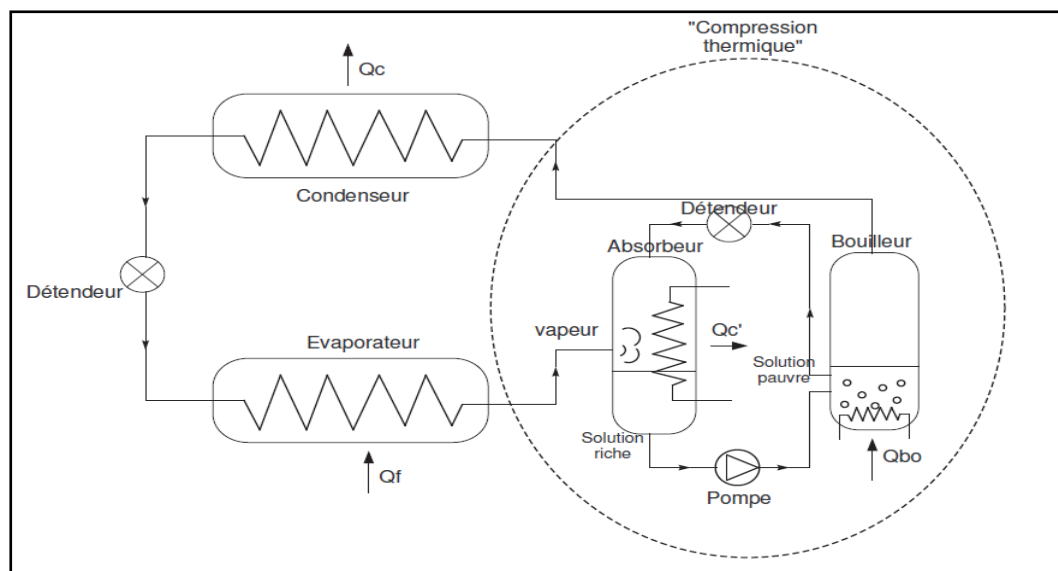 "Compression
thermique"
Qc
Condenseur
Détendeur
Absorbeur
Bouilleur
Détendeur
vapeur
Qc'
Evaporateur
Solution
pauvre
Solution
riche
Qf
Pompe
Qbo